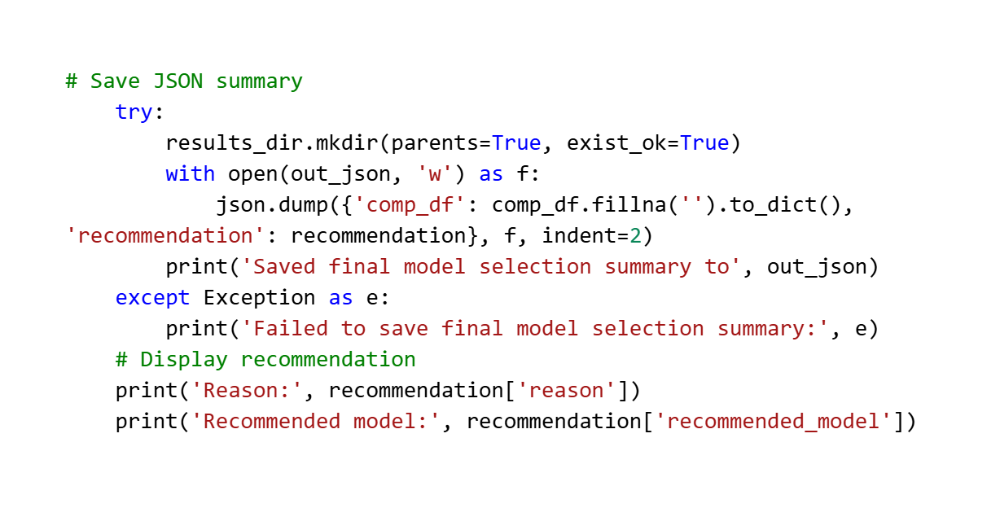 # Save JSON summary
    try:
        results_dir.mkdir(parents=True, exist_ok=True)
        with open(out_json, 'w') as f:
            json.dump({'comp_df': comp_df.fillna('').to_dict(),
'recommendation': recommendation}, f, indent=2)
        print('Saved final model selection summary to', out_json)
    except Exception as e:
        print('Failed to save final model selection summary:', e)
    # Display recommendation
    print('Reason:', recommendation['reason'])
    print('Recommended model:', recommendation['recommended_model'])